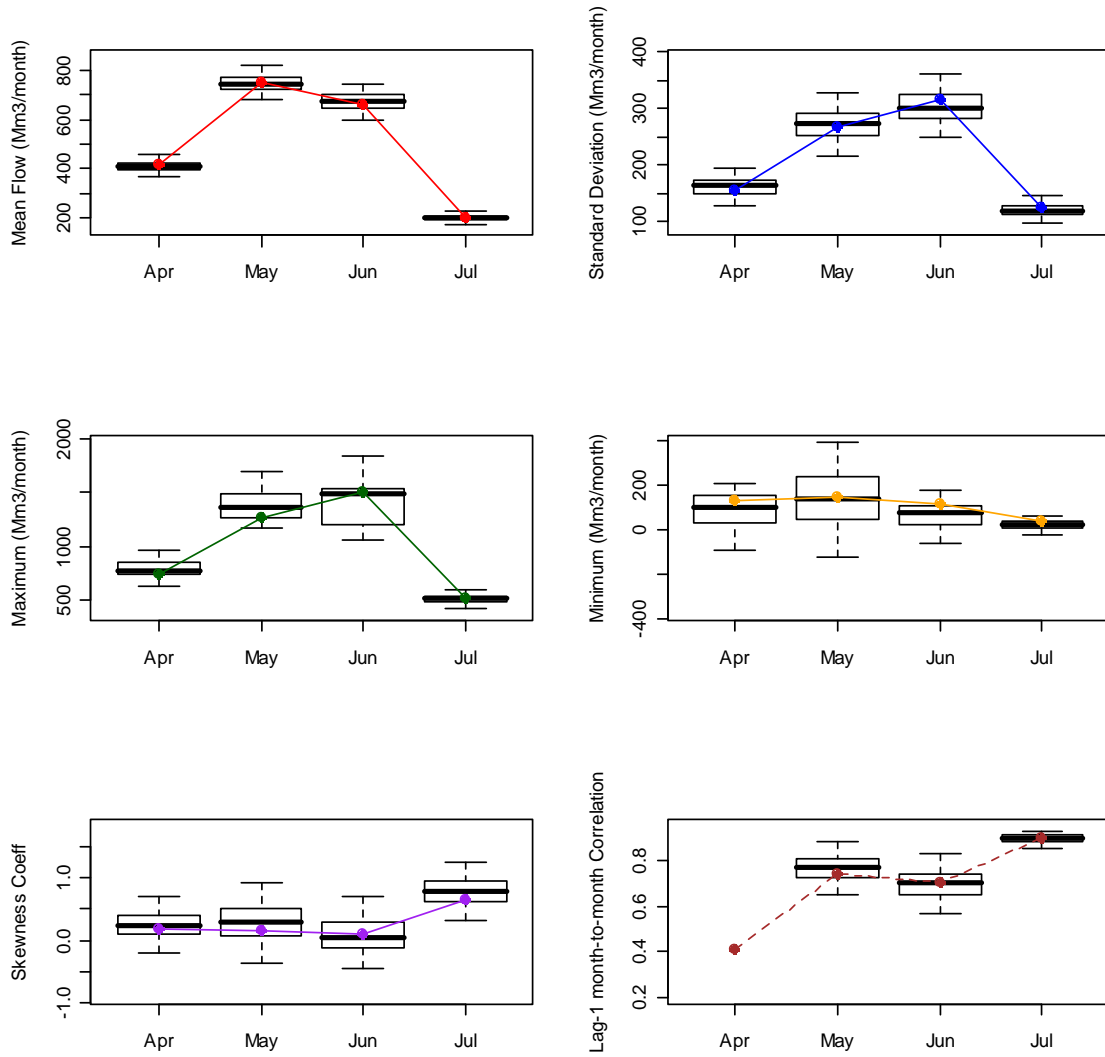 Mean Flow (Mm3/month)
800
600
400
200
Apr May Jun Jul
Standard Deviation (Mm3/month)
400
300
200
100
Apr May Jun Jul
Maximum (Mm3/month)
2000
1000
500
Apr May Jun Jul
Minimum (Mm3/month)
200
0
-400
Apr May Jun Jul
Skewness Coeff
1.0
0.0
-1.0
Apr May Jun Jul
Lag-1 month-to-month Correlation
0.8
0.6
0.4
0.2
Apr May Jun Jul